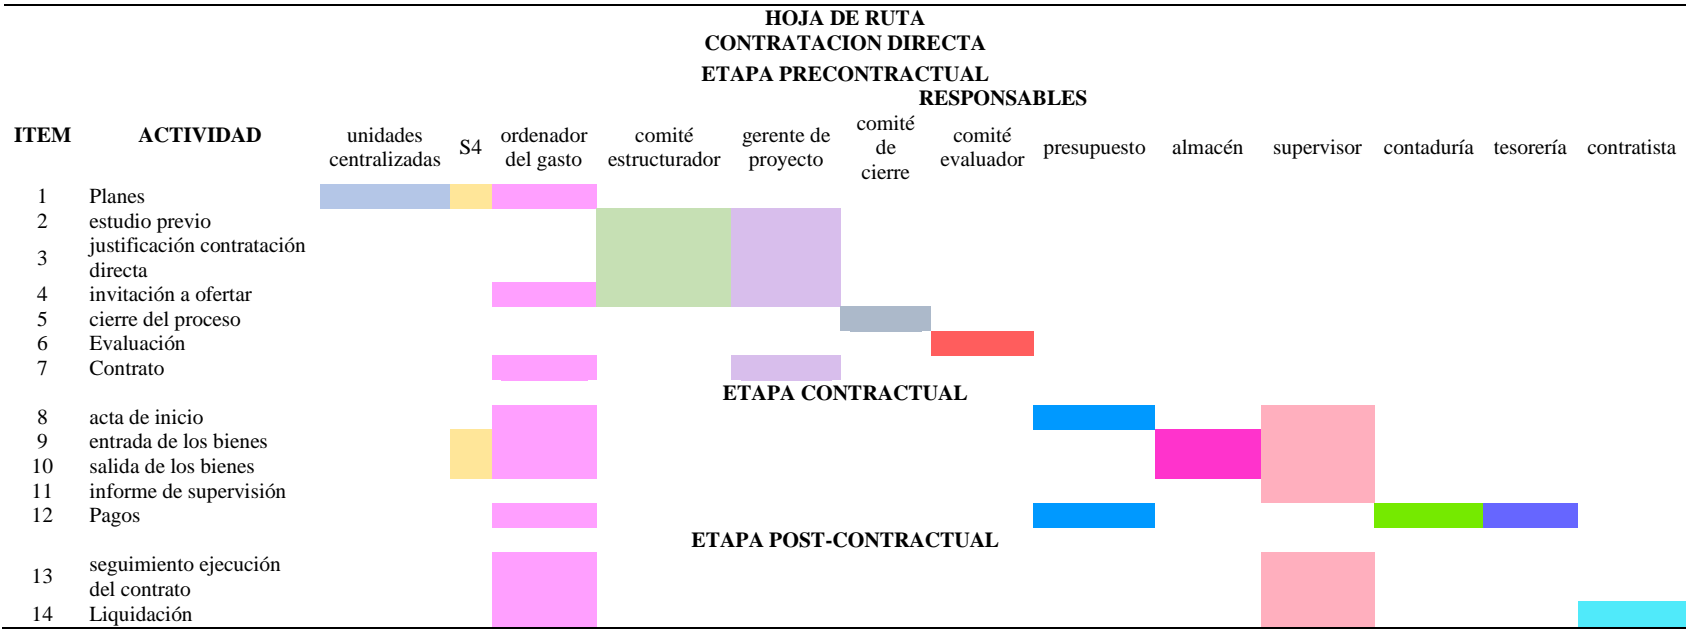 HOJA DE RUTA
CONTRATACION DIRECTA
ETAPA PRECONTRACTUAL
RESPONSABLES
ITEM ACTIVIDAD unidades centralizadas S4 ordenador del gasto comité estructurador gerente de proyecto comité de cierre comité evaluador presupuesto almacén supervisor contaduría tesorería contratista
1 Planes
2 estudio previo
3 justificación contratación directa
4 invitación a ofertar
5 cierre del proceso
6 Evaluación
7 Contrato
ETAPA CONTRACTUAL
8 acta de inicio
9 entrada de los bienes
10 salida de los bienes
11 informe de supervisión
12 Pagos
ETAPA POST-CONTRACTUAL
13 seguimiento ejecución del contrato
14 Liquidación